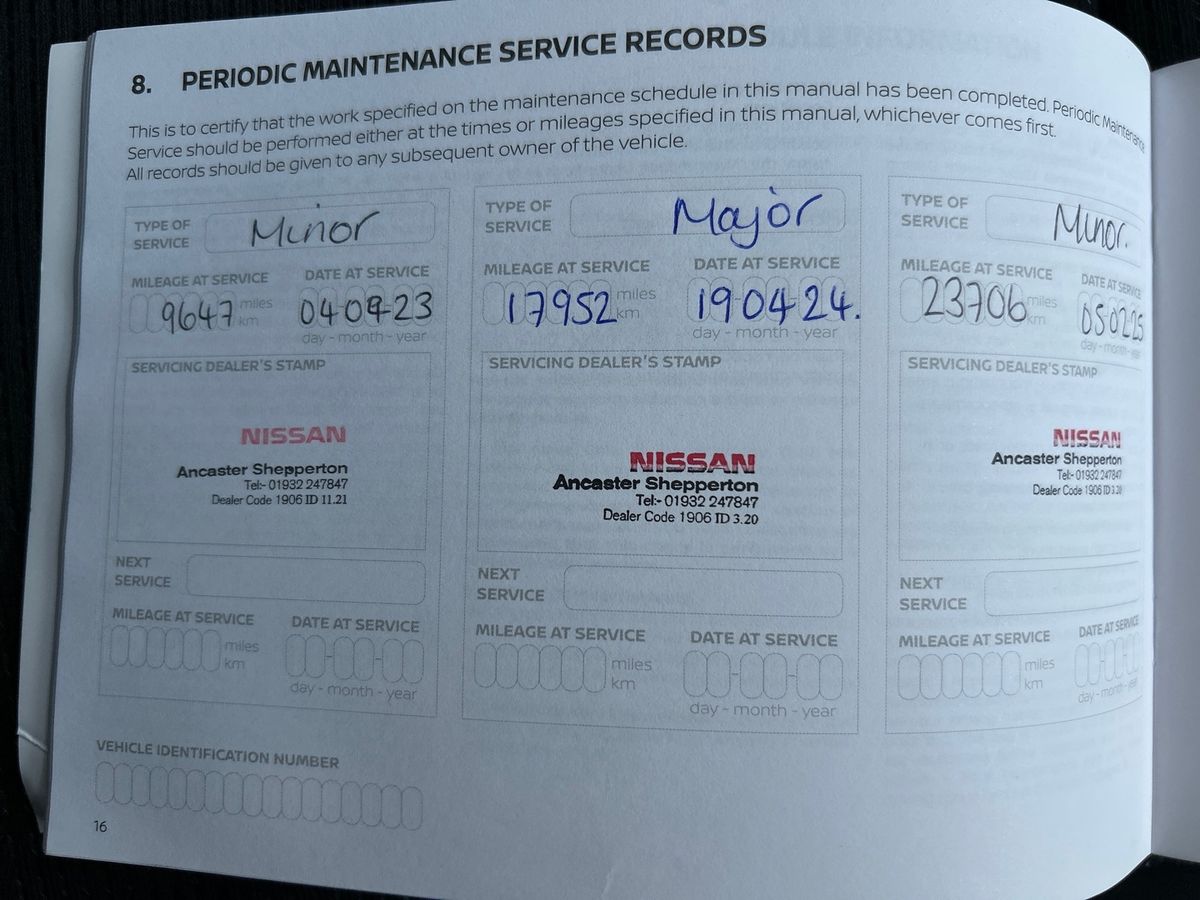 8. PERIODIC MAINTENANCE SERVICE RECORDS
This is to certify that the work specified on the maintenance schedule in this manual has been completed. Periodic Maintenance
Service should be performed either at the times or mileages specified in this manual, whichever comes first.
All records should be given to any subsequent owner of the vehicle.
TYPE OF
SERVICE
Minor
MILEAGE AT SERVICE
DATE AT SERVICE
9647 miles
km
04-09-23
day - month - year
SERVICING DEALER'S STAMP
NISSAN
Ancaster Shepperton
Tel:- 01932 247847
Dealer Code 1906 ID 11.21
NEXT
SERVICE
MILEAGE AT SERVICE
DATE AT SERVICE
miles
km
day - month - year
TYPE OF
SERVICE
Major
MILEAGE AT SERVICE
DATE AT SERVICE
17952 miles
km
19 04 24.
day - month - year
SERVICING DEALER'S STAMP
NISSAN
Ancaster Shepperton
Tel:- 01932 247847
Dealer Code 1906 ID 3.20
NEXT
SERVICE
MILEAGE AT SERVICE
DATE AT SERVICE
miles
km
day - month - year
TYPE OF
SERVICE
Minor.
MILEAGE AT SERVICE
DATE AT SERVICE
23706 miles
km
05 02 25
day - month - year
SERVICING DEALER'S STAMP
NISSAN
Ancaster Shepperton
Tel:- 01932 247847
Dealer Code 1906 ID 3.20
NEXT
SERVICE
MILEAGE AT SERVICE
DATE AT SERVICE
miles
km
day - month - year
VEHICLE IDENTIFICATION NUMBER
16